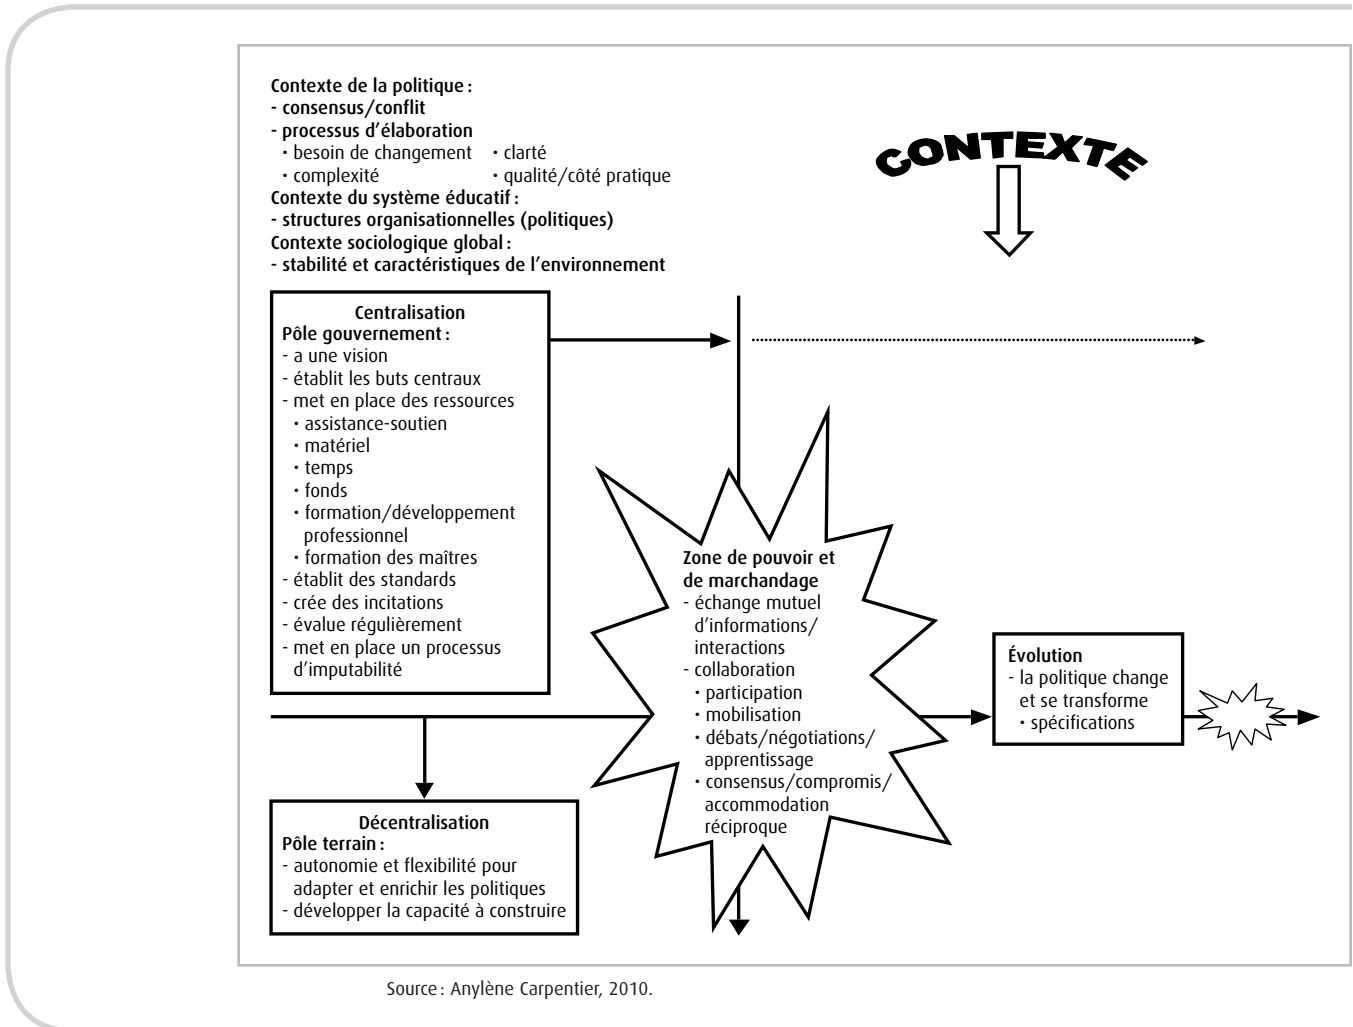 Contexte de la politique :
- consensus/conflit
- processus d’élaboration
• besoin de changement • clarté
• complexité • qualité/côté pratique
Contexte du système éducatif :
- structures organisationnelles (politiques)
Contexte sociologique global :
- stabilité et caractéristiques de l’environnement
CONTEXTE
Centralisation
Pôle gouvernement :
- a une vision
- établit les buts centraux
- met en place des ressources
• assistance-soutien
• matériel
• temps
• fonds
• formation/développement
professionnel
• formation des maîtres
- établit des standards
- crée des incitations
- évalue régulièrement
- met en place un processus
d’imputabilité
Zone de pouvoir et
de marchandage
- échange mutuel
d’informations/
interactions
- collaboration
• participation
• mobilisation
• débats/négotiations/
apprentissage
• consensus/compromis/
accommodation
réciproque
Évolution
- la politique change
et se transforme
• spécifications
Décentralisation
Pôle terrain :
- autonomie et flexibilité pour
adapter et enrichir les politiques
- développer la capacité à construire
Source : Anylène Carpentier, 2010.